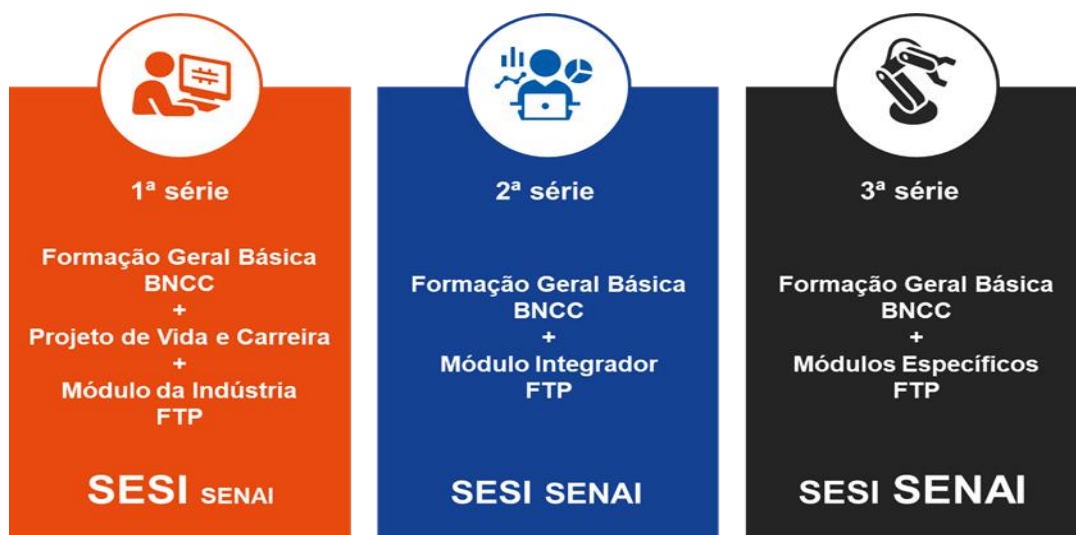 1ª série
Formação Geral Básica
BNCC
+
Projeto de Vida e Carreira
+
Módulo da Indústria
FTP
SESI SENAI
2ª série
Formação Geral Básica
BNCC
+
Módulo Integrador
FTP
SESI SENAI
3ª série
Formação Geral Básica
BNCC
+
Módulos Específicos
FTP
SESI SENAI